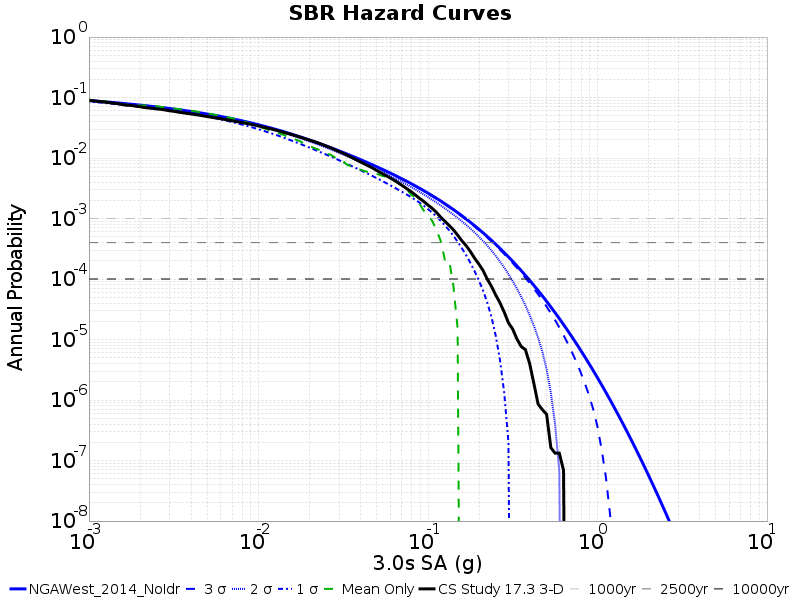 SBR Hazard Curves
Annual Probability
10^0
10^-1
10^-2
10^-3
10^-4
10^-5
10^-6
10^-7
10^-8
10^-3 10^-2 10^-1 10^0 10^1
3.0s SA (g)
NGAWest_2014_NoIdr 3 σ 2 σ 1 σ Mean Only CS Study 17.3 3-D 1000yr 2500yr 10000yr